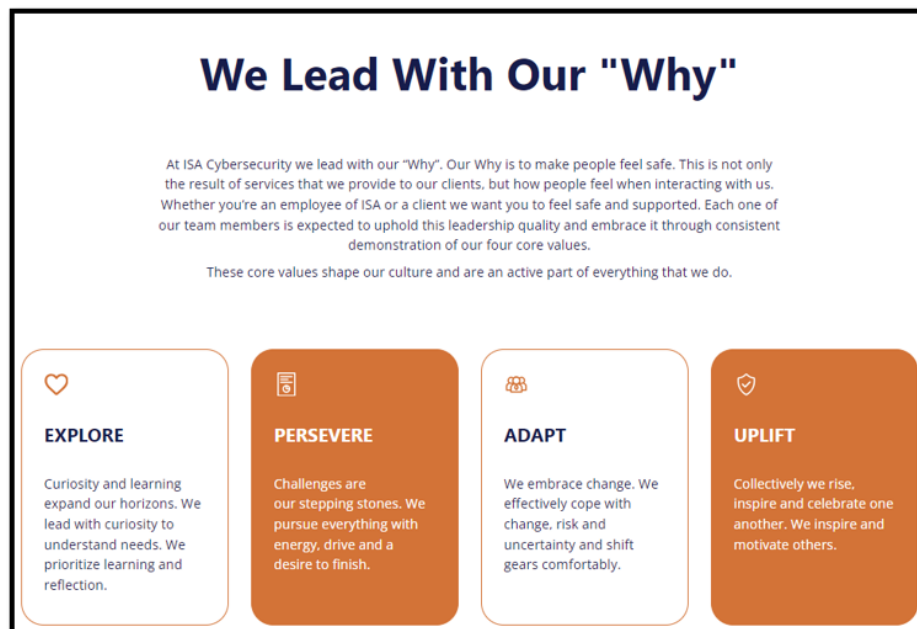 We Lead With Our "Why"
At ISA Cybersecurity we lead with our “Why”. Our Why is to make people feel safe. This is not only
the result of services that we provide to our clients, but how people feel when interacting with us.
Whether you’re an employee of ISA or a client we want you to feel safe and supported. Each one of
our team members is expected to uphold this leadership quality and embrace it through consistent
demonstration of our four core values.
These core values shape our culture and are an active part of everything that we do.
EXPLORE
Curiosity and learning
expand our horizons. We
lead with curiosity to
understand needs. We
prioritize learning and
reflection.
PERSEVERE
Challenges are
our stepping stones. We
pursue everything with
energy, drive and a
desire to finish.
ADAPT
We embrace change. We
effectively cope with
change, risk and
uncertainty and shift
gears comfortably.
UPLIFT
Collectively we rise,
inspire and celebrate one
another. We inspire and
motivate others.